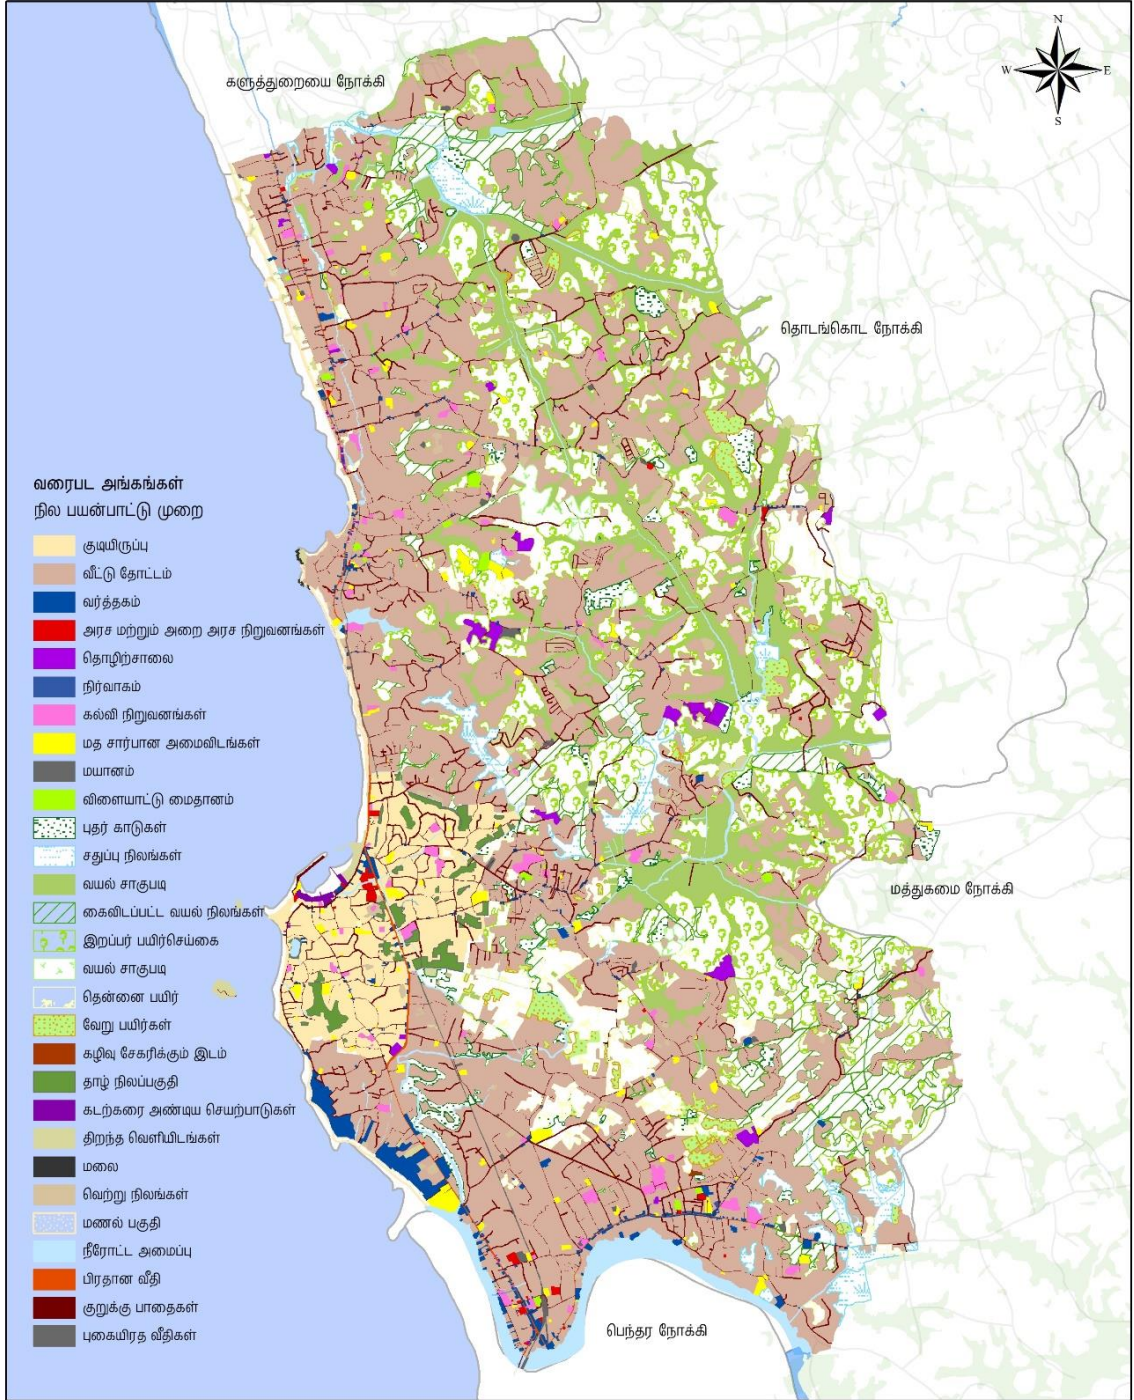 N
W E
S
களுத்துறையை நோக்கி
தொடங்கொட நோக்கி
மத்துகமை நோக்கி
பெந்தர நோக்கி
வரைபட அங்கங்கள்
நில பயன்பாட்டு முறை
குடியிருப்பு
வீட்டு தோட்டம்
வர்த்தகம்
அரச மற்றும் அறை அரச நிறுவனங்கள்
தொழிற்சாலை
நிர்வாகம்
கல்வி நிறுவனங்கள்
மத சார்பான அமைவிடங்கள்
மயானம்
விளையாட்டு மைதானம்
புதர் காடுகள்
சதுப்பு நிலங்கள்
வயல் சாகுபடி
கைவிடப்பட்ட வயல் நிலங்கள்
இறப்பர் பயிர்செய்கை
வயல் சாகுபடி
தென்னை பயிர்
வேறு பயிர்கள்
கழிவு சேகரிக்கும் இடம்
தாழ் நிலப்பகுதி
கடற்கரை அண்டிய செயற்பாடுகள்
திறந்த வெளியிடங்கள்
மலை
வெற்று நிலங்கள்
மணல் பகுதி
நீரோட்ட அமைப்பு
பிரதான வீதி
குறுக்கு பாதைகள்
புகையிரத வீதிகள்